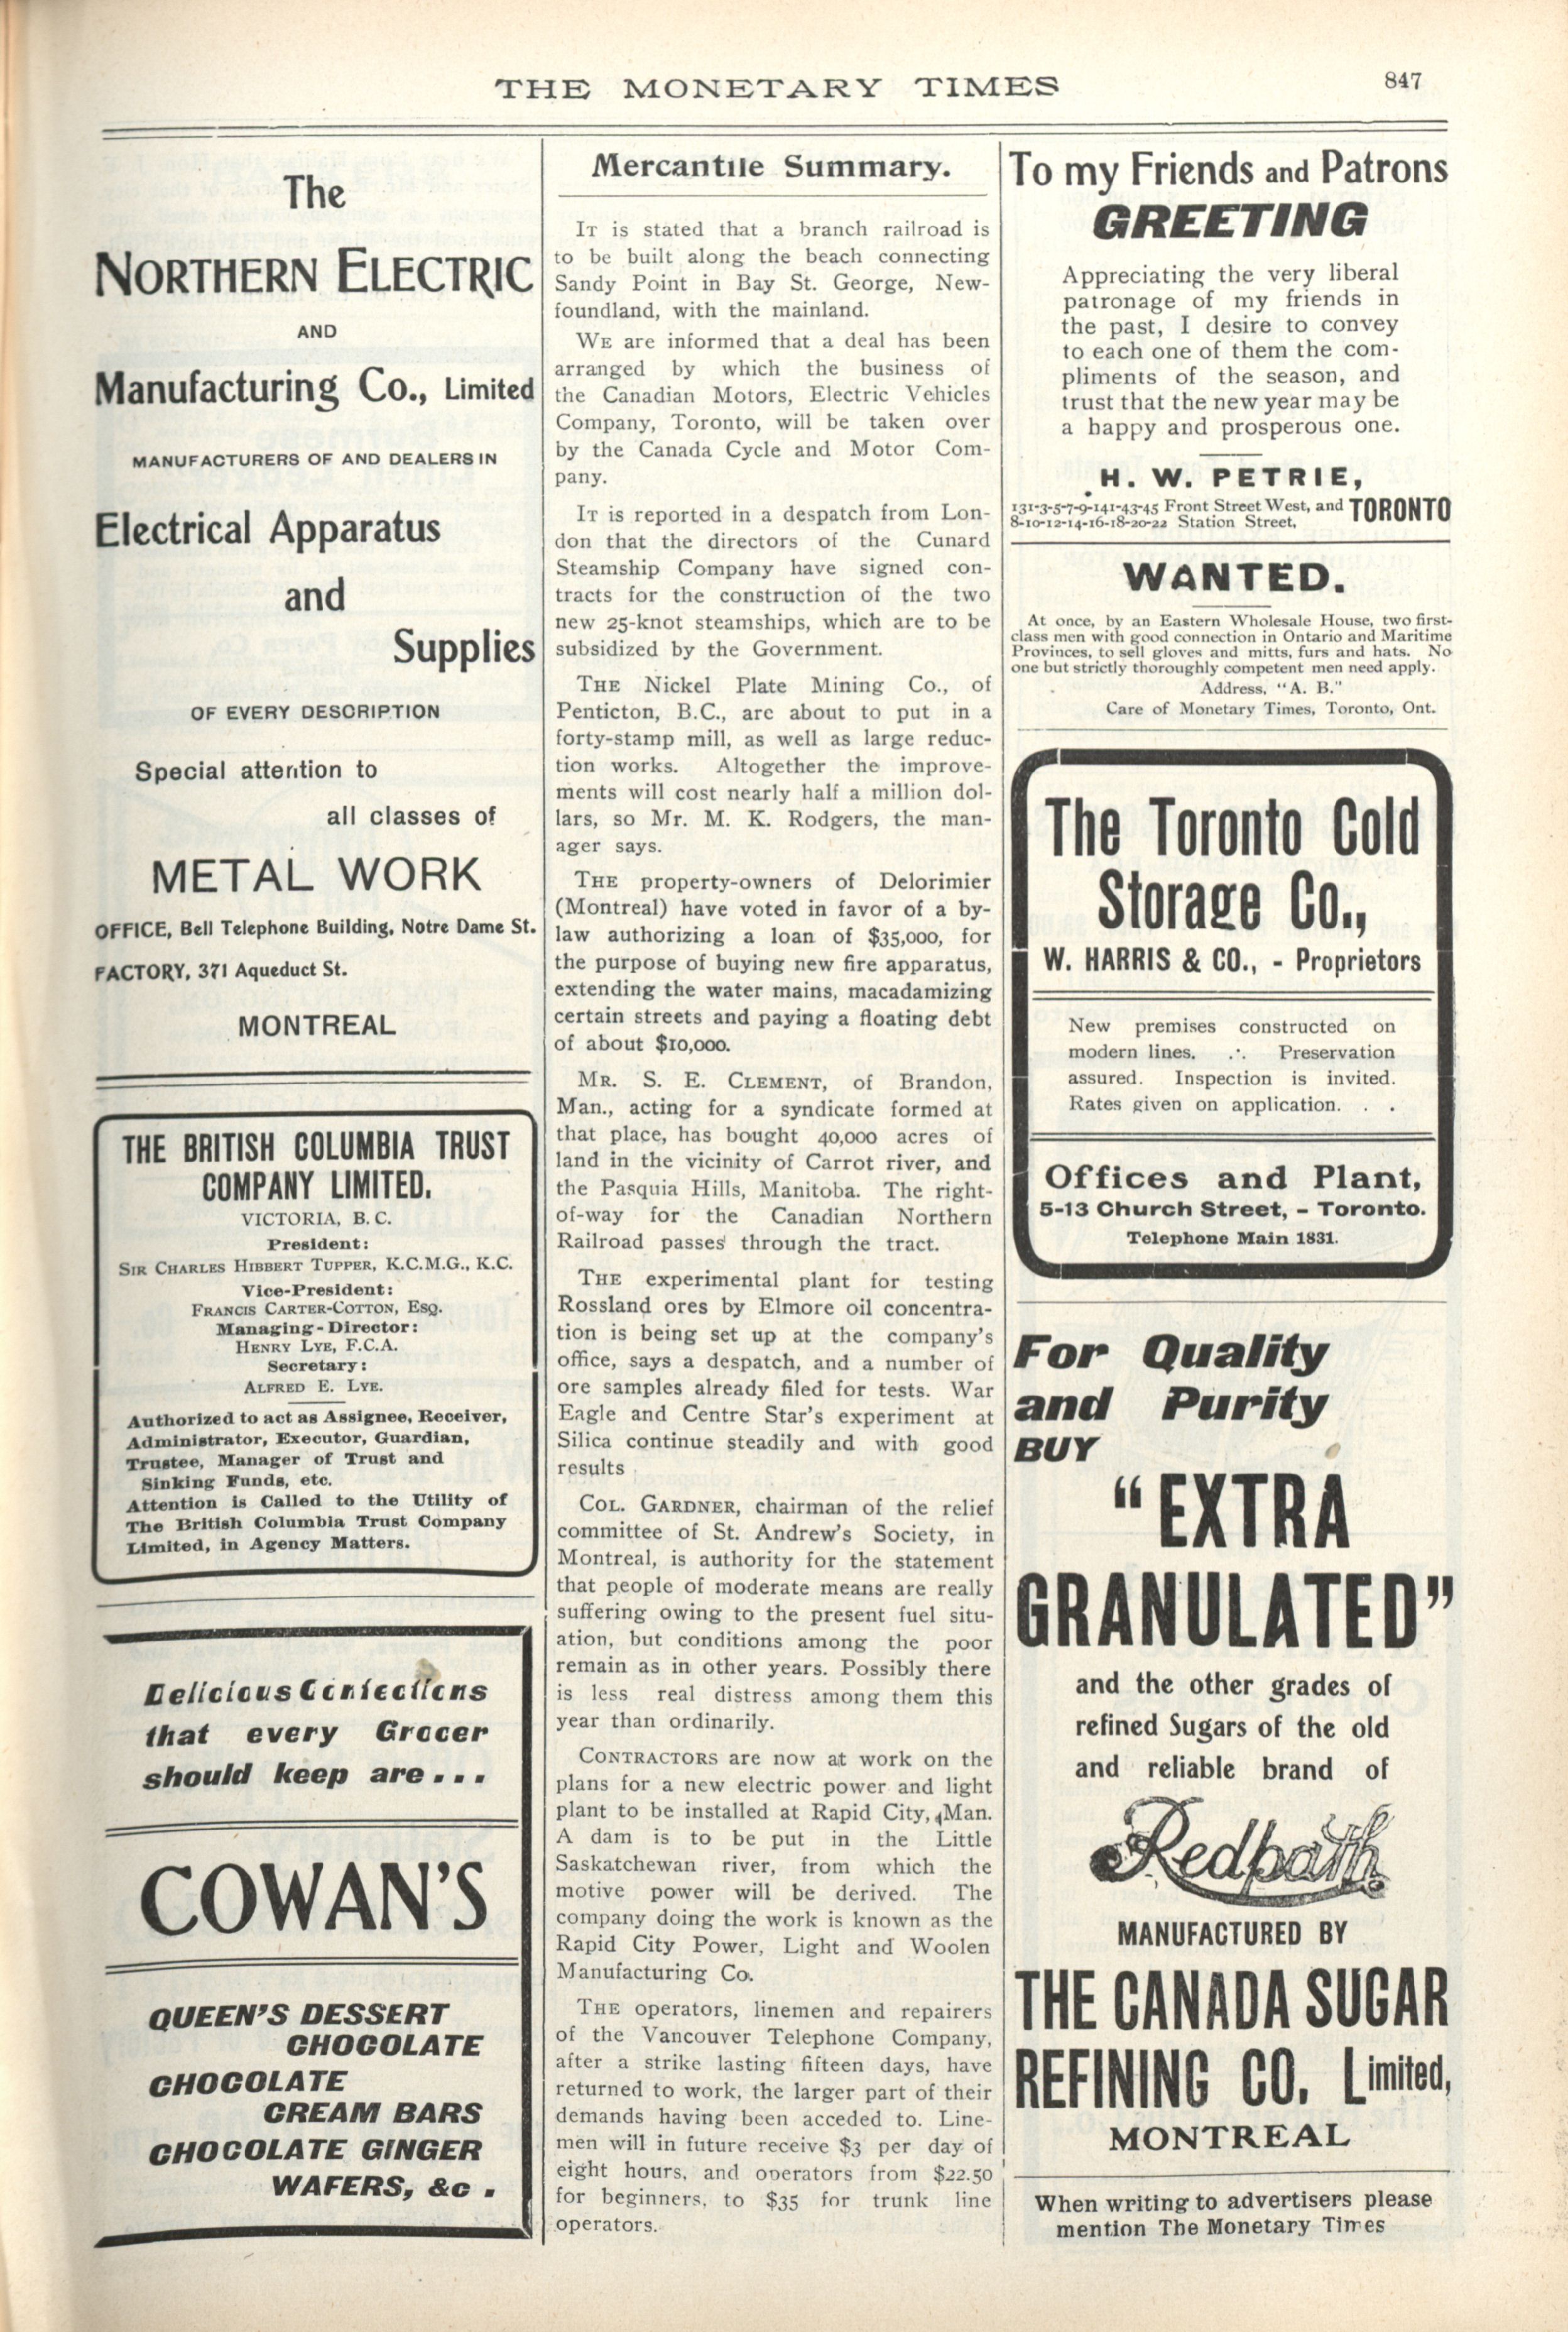 THE MONETARY TIMES
847
The
NORTHERN ELECTRIC
AND
Manufacturing Co., Limited
MANUFACTURERS OF AND DEALERS IN
Electrical Apparatus
and
Supplies
OF EVERY DESCRIPTION
Special attention to
all classes of
METAL WORK
OFFICE, Bell Telephone Building, Notre Dame St.
FACTORY, 371 Aqueduct St.
MONTREAL
THE BRITISH COLUMBIA TRUST
COMPANY LIMITED.
VICTORIA, B. C.
President:
SIR CHARLES HIBBERT TUPPER, K.C.M.G., K.C.
Vice-President:
FRANCIS CARTER-COTTON, ESQ.
Managing-Director:
HENRY LYE, F.C.A.
Secretary:
ALFRED E. LYE.
Authorized to act as Assignee, Receiver,
Administrator, Executor, Guardian,
Trustee, Manager of Trust and
Sinking Funds, etc.
Attention is Called to the Utility of
The British Columbia Trust Company
Limited, in Agency Matters.
Delicious Confections
that every Grocer
should keep are...
COWAN'S
QUEEN'S DESSERT
CHOCOLATE
CHOCOLATE
CREAM BARS
CHOCOLATE GINGER
WAFERS, &c.
Mercantile Summary.
IT is stated that a branch railroad is
to be built along the beach connecting
Sandy Point in Bay St. George, New-
foundland, with the mainland.
WE are informed that a deal has been
arranged by which the business of
the Canadian Motors, Electric Vehicles
Company, Toronto, will be taken over
by the Canada Cycle and Motor Com-
pany.
IT is reported in a despatch from Lon-
don that the directors of the Cunard
Steamship Company have signed con-
tracts for the construction of the two
new 25-knot steamships, which are to be
subsidized by the Government.
THE Nickel Plate Mining Co., of
Penticton, B.C., are about to put in a
forty-stamp mill, as well as large reduc-
tion works. Altogether the improve-
ments will cost nearly half a million dol-
lars, so Mr. M. K. Rodgers, the man-
ager says.
THE property-owners of Delorimier
(Montreal) have voted in favor of a by-
law authorizing a loan of $35,000, for
the purpose of buying new fire apparatus,
extending the water mains, macadamizing
certain streets and paying a floating debt
of about $10,000.
MR. S. E. CLEMENT, of Brandon,
Man., acting for a syndicate formed at
that place, has bought 40,000 acres of
land in the vicinity of Carrot river, and
the Pasquia Hills, Manitoba. The right-
of-way for the Canadian Northern
Railroad passes through the tract.
THE experimental plant for testing
Rossland ores by Elmore oil concentra-
tion is being set up at the company's
office, says a despatch, and a number of
ore samples already filed for tests. War
Eagle and Centre Star's experiment at
Silica continue steadily and with good
results
COL. GARDNER, chairman of the relief
committee of St. Andrew's Society, in
Montreal, is authority for the statement
that people of moderate means are really
suffering owing to the present fuel situ-
ation, but conditions among the poor
remain as in other years. Possibly there
is less real distress among them this
year than ordinarily.
CONTRACTORS are now at work on the
plans for a new electric power and light
plant to be installed at Rapid City, Man.
A dam is to be put in the Little
Saskatchewan river, from which the
motive power will be derived. The
company doing the work is known as the
Rapid City Power, Light and Woolen
Manufacturing Co.
THE operators, linemen and repairers
of the Vancouver Telephone Company,
after a strike lasting fifteen days, have
returned to work, the larger part of their
demands having been acceded to. Line-
men will in future receive $3 per day of
eight hours, and operators from $22.50
for beginners, to $35 for trunk line
operators.
To my Friends and Patrons
GREETING
Appreciating the very liberal
patronage of my friends in
the past, I desire to convey
to each one of them the com-
pliments of the season, and
trust that the new year may be
a happy and prosperous one.
H. W. PETRIE,
131-3-5-7-9-141-43-45 Front Street West, and
8-10-12-14-16-18-20-22 Station Street, TORONTO
WANTED.
At once, by an Eastern Wholesale House, two first-
class men with good connection in Ontario and Maritime
Provinces, to sell gloves and mitts, furs and hats. No
one but strictly thoroughly competent men need apply.
Address, "A. B."
Care of Monetary Times, Toronto, Ont.
The Toronto Cold
Storage Co.,
W. HARRIS & CO., - Proprietors
New premises constructed on
modern lines. .·. Preservation
assured. Inspection is invited.
Rates given on application. . .
Offices and Plant,
5-13 Church Street, - Toronto.
Telephone Main 1831.
For Quality
and Purity
BUY
"EXTRA
GRANULATED"
and the other grades of
refined Sugars of the old
and reliable brand of
Redpath
MANUFACTURED BY
THE CANADA SUGAR
REFINING CO. Limited,
MONTREAL
When writing to advertisers please
mention The Monetary Times